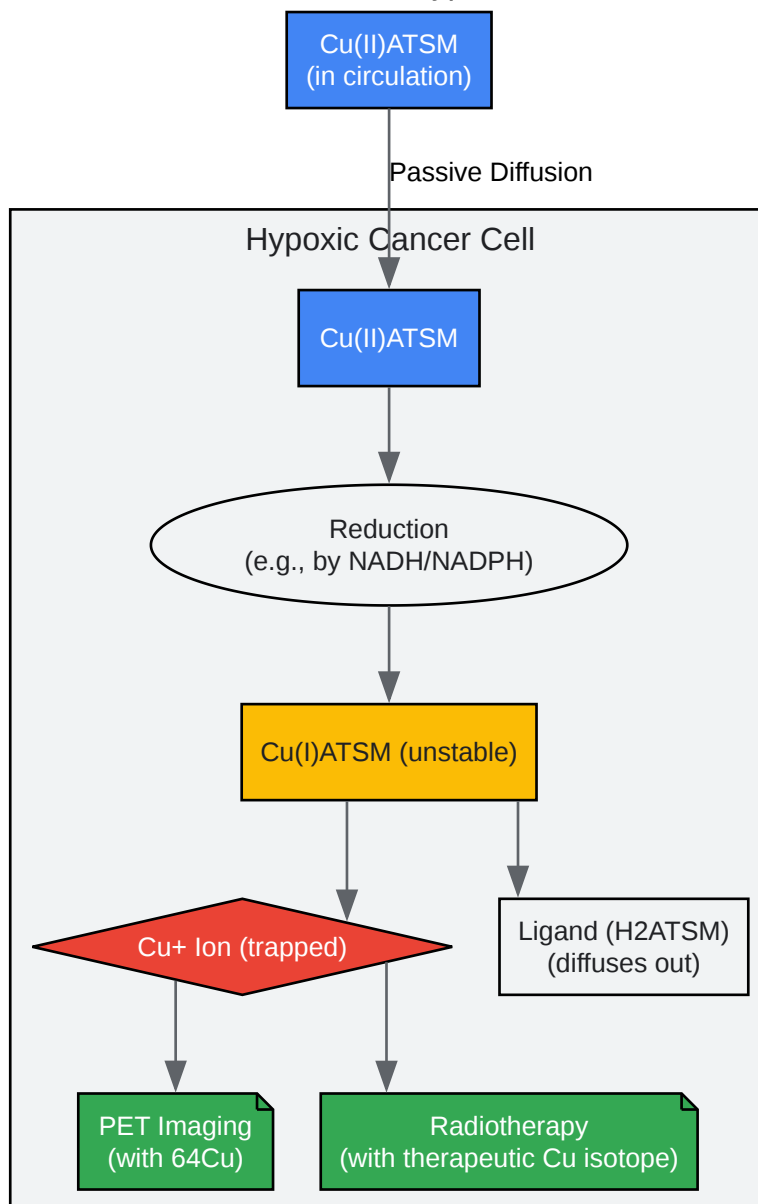 Cu(II)ATSM
(in circulation)
Passive Diffusion
Hypoxic Cancer Cell
Cu(II)ATSM
Reduction
(e.g., by NADH/NADPH)
Cu(I)ATSM (unstable)
Cu+ Ion (trapped)
Ligand (H2ATSM)
(diffuses out)
PET Imaging
(with 64Cu)
Radiotherapy
(with therapeutic Cu isotope)